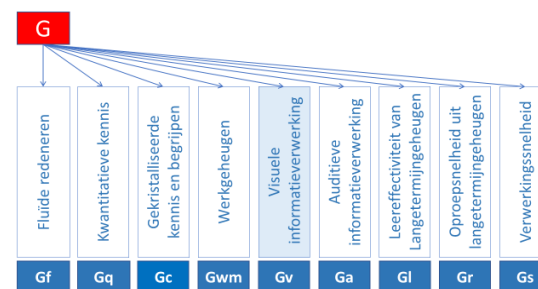 G
Fluïde redeneren
Kwantitatieve kennis
Gekristalliseerde
kennis en begrijpen
Werkgeheugen
Visuele
informatieverwerking
Auditieve
informatieverwerking
Leereffectiviteit van
Langetermijngeheugen
Oproepsnelheid uit
langetermijngeheugen
Verwerkingssnelheid
Gf
Gq
Gc
Gwm
Gv
Ga
Gl
Gr
Gs